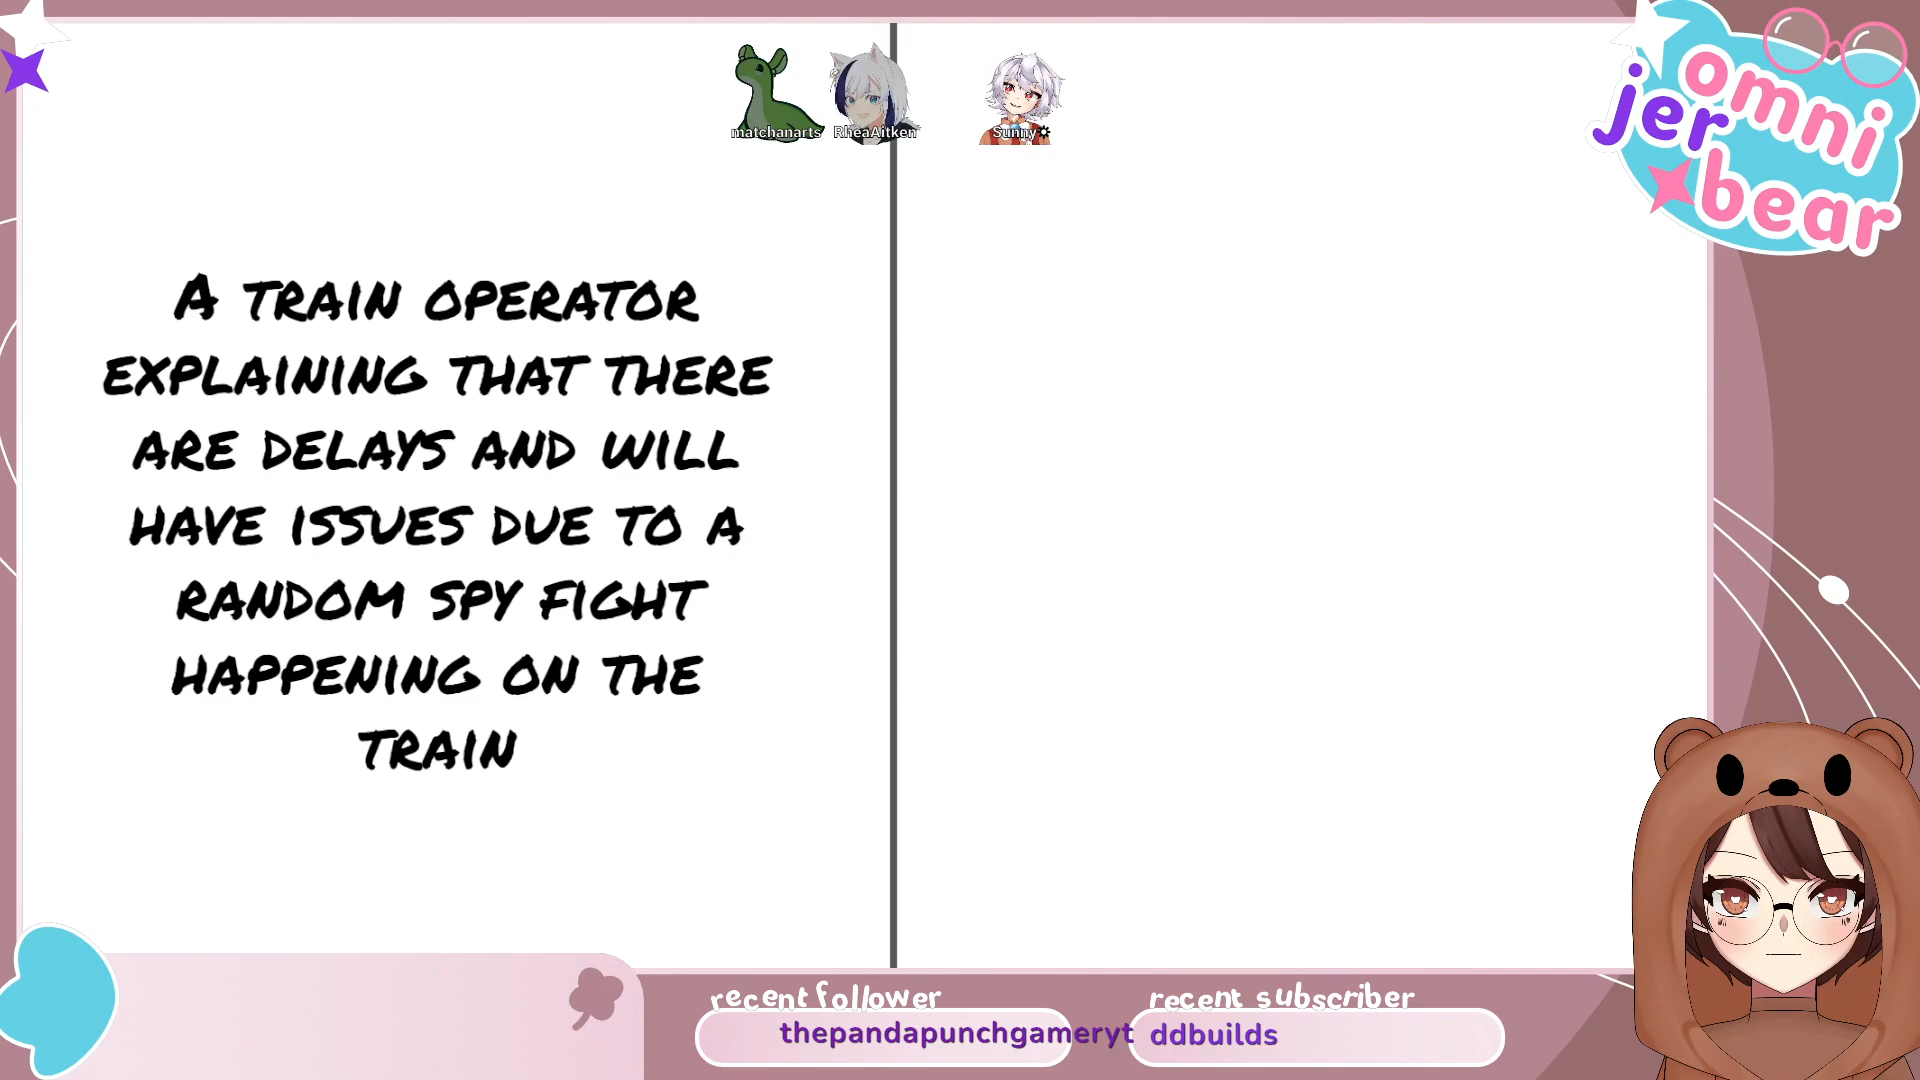 matchanarts RheaAitken Sunny
omni
jer
bear
A TRAIN OPERATOR
EXPLAINING THAT THERE
ARE DELAYS AND WILL
HAVE ISSUES DUE TO A
RANDOM SPY FIGHT
HAPPENING ON THE
TRAIN
recent follower
thepandapunchgameryt
recent subscriber
ddbuilds